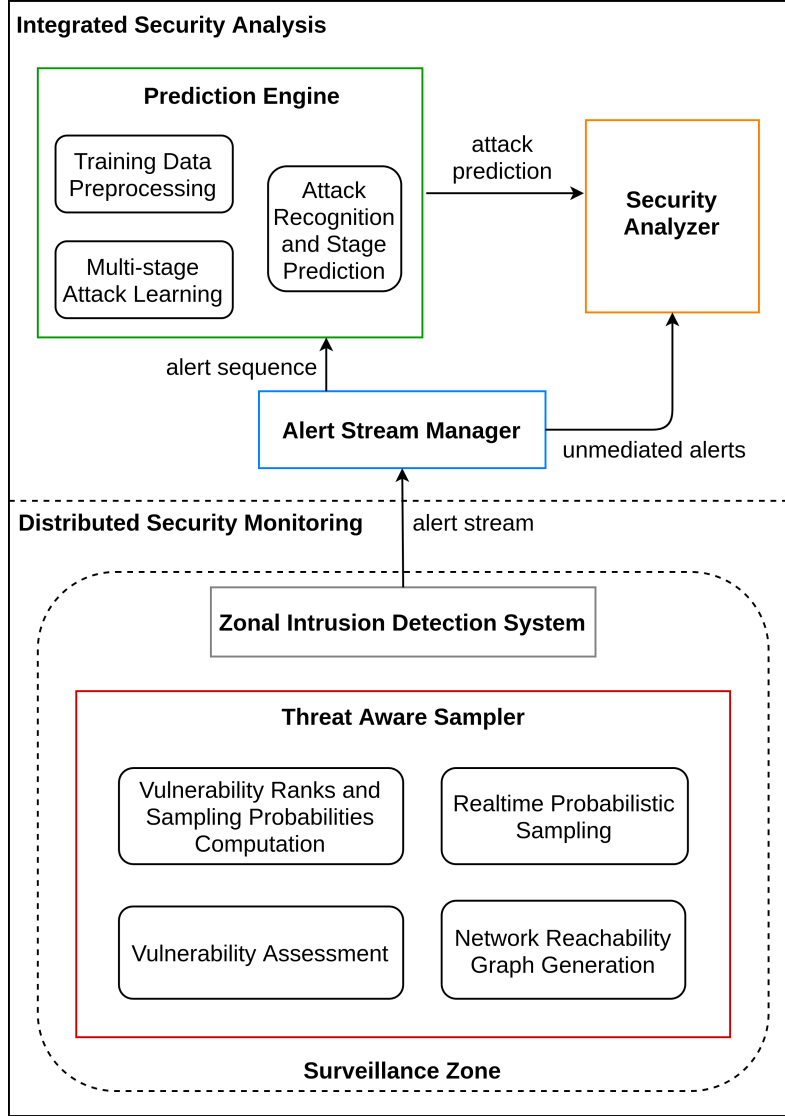 Integrated Security Analysis
Prediction Engine
Training Data
Preprocessing
Multi-stage
Attack Learning
Attack
Recognition
and Stage
Prediction
attack
prediction
Security
Analyzer
alert sequence
Alert Stream Manager
unmediated alerts
Distributed Security Monitoring
alert stream
Zonal Intrusion Detection System
Threat Aware Sampler
Vulnerability Ranks and
Sampling Probabilities
Computation
Realtime Probabilistic
Sampling
Vulnerability Assessment
Network Reachability
Graph Generation
Surveillance Zone